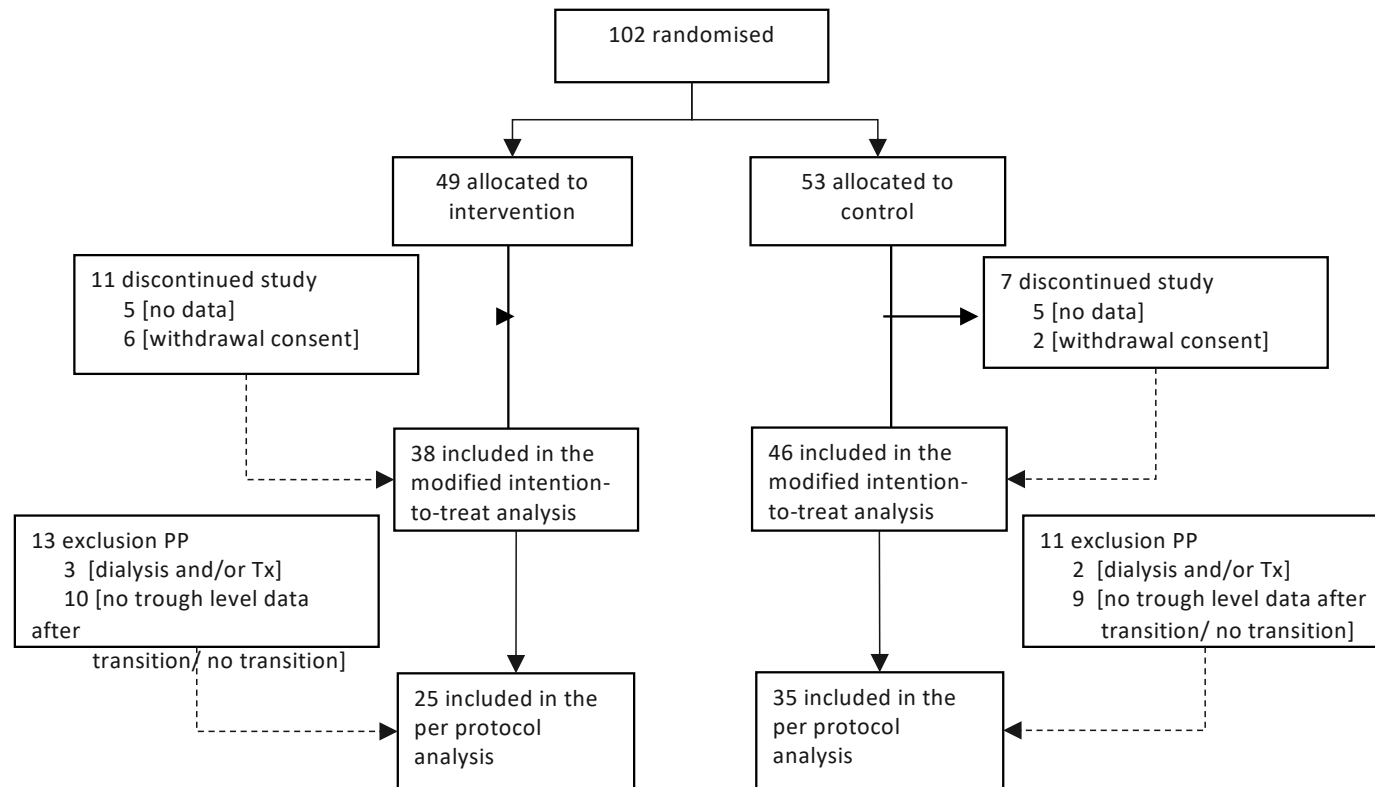 102 randomised
49 allocated to
intervention
53 allocated to
control
11 discontinued study
5 [no data]
6 [withdrawal consent]
7 discontinued study
5 [no data]
2 [withdrawal consent]
38 included in the
modified intention-
to-treat analysis
46 included in the
modified intention-
to-treat analysis
13 exclusion PP
3 [dialysis and/or Tx]
10 [no trough level data
after
transition/ no transition]
11 exclusion PP
2 [dialysis and/or Tx]
9 [no trough level data after
transition/ no transition]
25 included in the
per protocol
analysis
35 included in the
per protocol
analysis